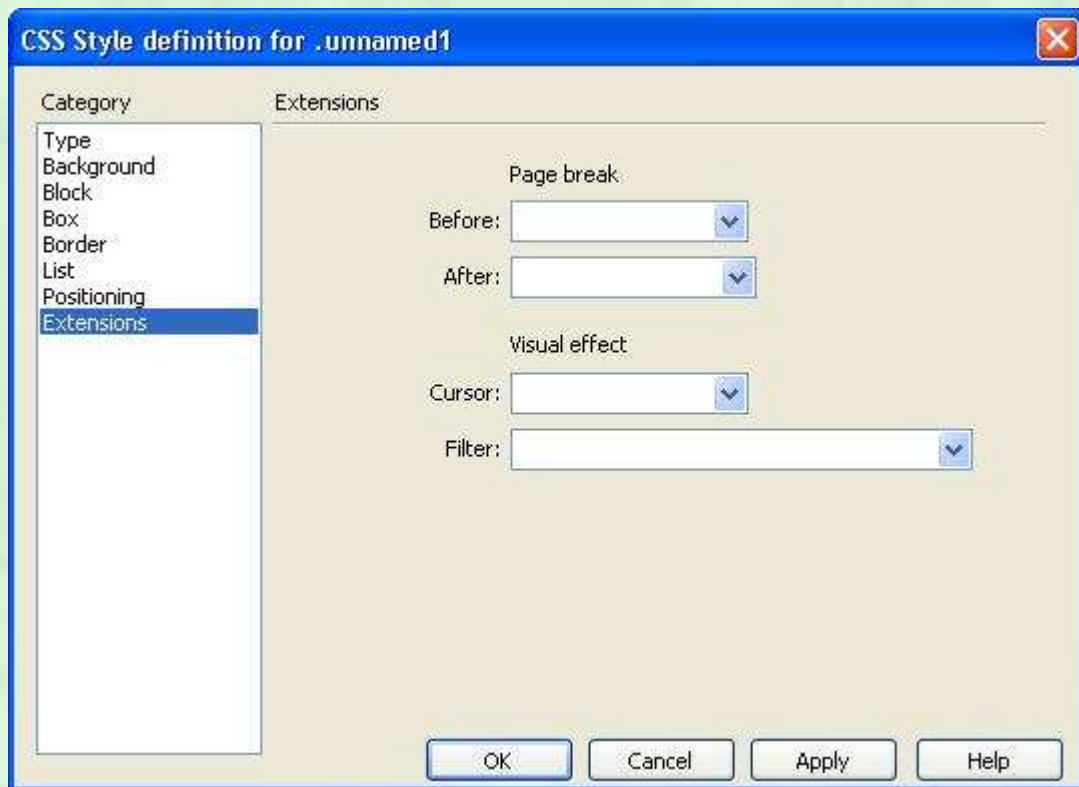 CSS Style definition for .unnamed1
Category
Type
Background
Block
Box
Border
List
Positioning
Extensions
Extensions
Page break
Before:
After:
Visual effect
Cursor:
Filter:
OK
Cancel
Apply
Help